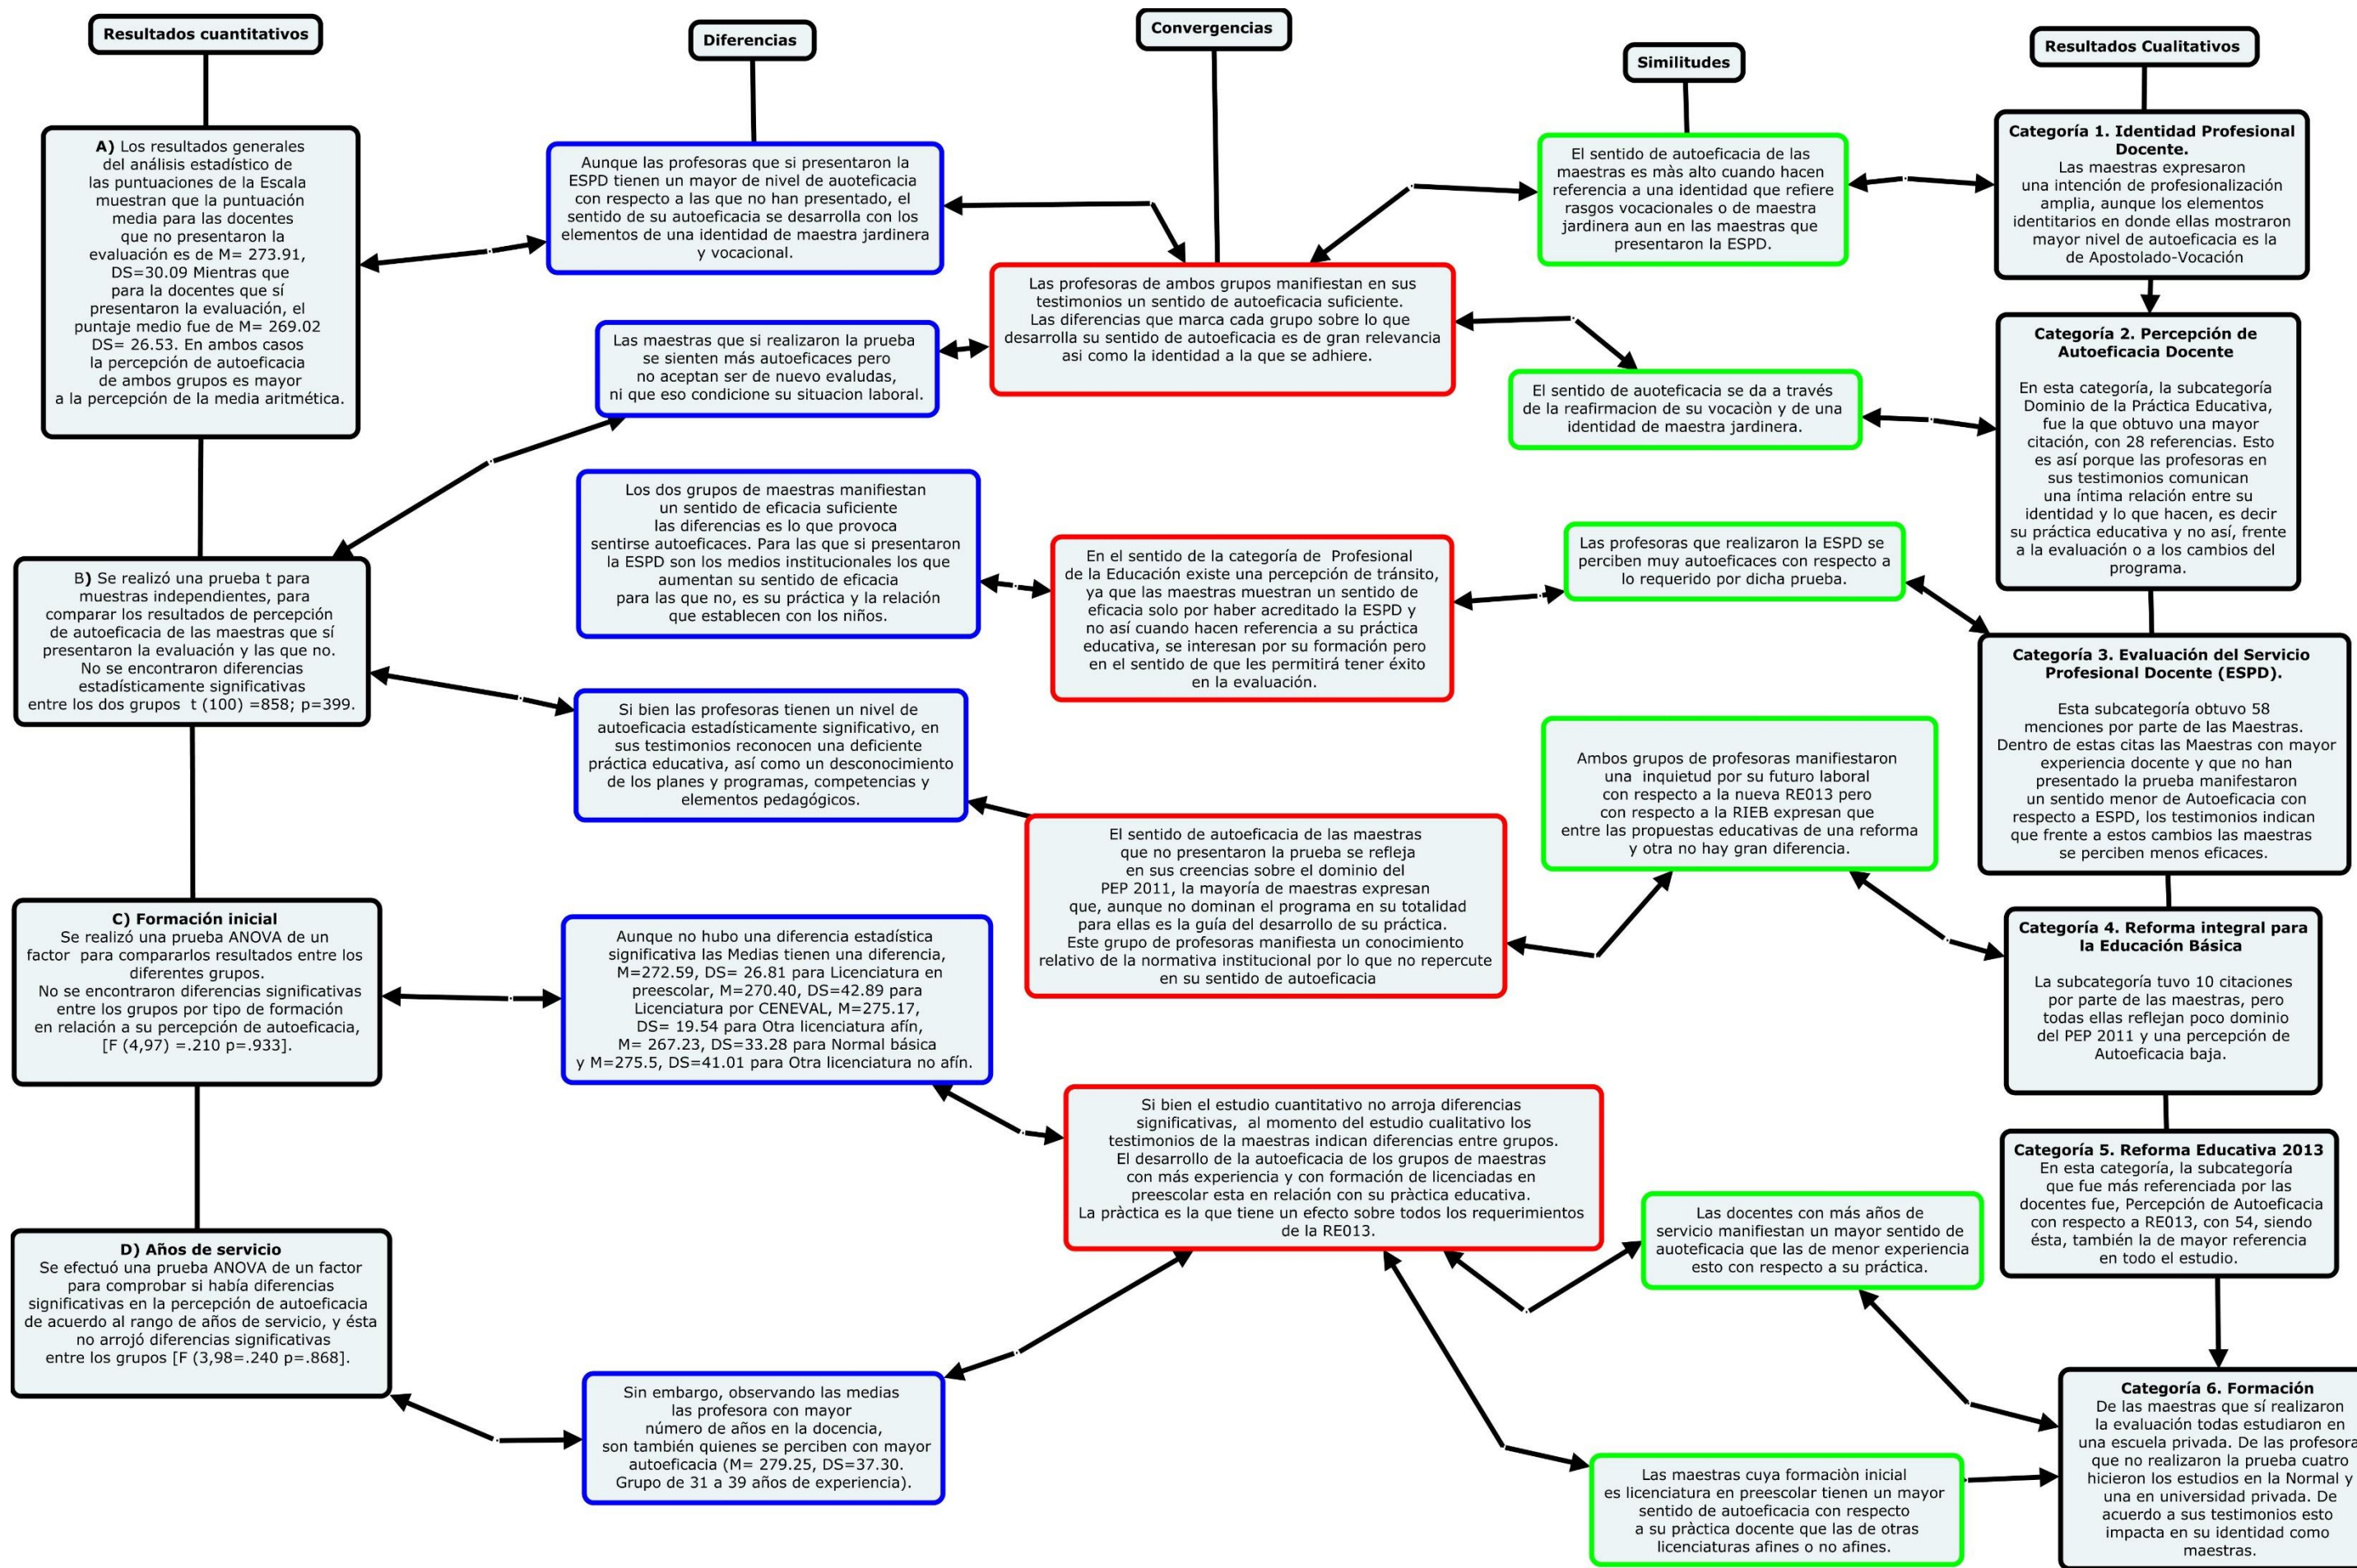 Resultados cuantitativos
A) Los resultados generales
del análisis estadístico de
las puntuaciones de la Escala
muestran que la puntuación
media para las docentes
que no presentaron la
evaluación es de M= 273.91,
DS=30.09 Mientras que
para la docentes que sí
presentaron la evaluación, el
puntaje medio fue de M= 269.02
DS= 26.53. En ambos casos
la percepción de autoeficacia
de ambos grupos es mayor
a la percepción de la media aritmética.
B) Se realizó una prueba t para
muestras independientes, para
comparar los resultados de percepción
de autoeficacia de las maestras que sí
presentaron la evaluación y las que no.
No se encontraron diferencias
estadísticamente significativas
entre los dos grupos t (100) =858; p=399.
C) Formación inicial
Se realizó una prueba ANOVA de un
factor para compararlos resultados entre los
diferentes grupos.
No se encontraron diferencias significativas
entre los grupos por tipo de formación
en relación a su percepción de autoeficacia,
[F (4,97) =.210 p=.933].
D) Años de servicio
Se efectuó una prueba ANOVA de un factor
para comprobar si había diferencias
significativas en la percepción de autoeficacia
de acuerdo al rango de años de servicio, y ésta
no arrojó diferencias significativas
entre los grupos [F (3,98=.240 p=.868].
Diferencias
Aunque las profesoras que si presentaron la
ESPD tienen un mayor de nivel de auoteficacia
con respecto a las que no han presentado, el
sentido de su autoeficacia se desarrolla con los
elementos de una identidad de maestra jardinera
y vocacional.
Las maestras que si realizaron la prueba
se sienten más autoeficaces pero
no aceptan ser de nuevo evaludas,
ni que eso condicione su situacion laboral.
Los dos grupos de maestras manifiestan
un sentido de eficacia suficiente
las diferencias es lo que provoca
sentirse autoeficaces. Para las que si presentaron
la ESPD son los medios institucionales los que
aumentan su sentido de eficacia
para las que no, es su práctica y la relación
que establecen con los niños.
Si bien las profesoras tienen un nivel de
autoeficacia estadísticamente significativo, en
sus testimonios reconocen una deficiente
práctica educativa, así como un desconocimiento
de los planes y programas, competencias y
elementos pedagógicos.
Aunque no hubo una diferencia estadística
significativa las Medias tienen una diferencia,
M=272.59, DS= 26.81 para Licenciatura en
preescolar, M=270.40, DS=42.89 para
Licenciatura por CENEVAL, M=275.17,
DS= 19.54 para Otra licenciatura afín,
M= 267.23, DS=33.28 para Normal básica
y M=275.5, DS=41.01 para Otra licenciatura no afín.
Sin embargo, observando las medias
las profesora con mayor
número de años en la docencia,
son también quienes se perciben con mayor
autoeficacia (M= 279.25, DS=37.30.
Grupo de 31 a 39 años de experiencia).
Convergencias
Las profesoras de ambos grupos manifiestan en sus
testimonios un sentido de autoeficacia suficiente.
Las diferencias que marca cada grupo sobre lo que
desarrolla su sentido de autoeficacia es de gran relevancia
asi como la identidad a la que se adhiere.
En el sentido de la categoría de Profesional
de la Educación existe una percepción de tránsito,
ya que las maestras muestran un sentido de
eficacia solo por haber acreditado la ESPD y
no así cuando hacen referencia a su práctica
educativa, se interesan por su formación pero
en el sentido de que les permitirá tener éxito
en la evaluación.
El sentido de autoeficacia de las maestras
que no presentaron la prueba se refleja
en sus creencias sobre el dominio del
PEP 2011, la mayoría de maestras expresan
que, aunque no dominan el programa en su totalidad
para ellas es la guía del desarrollo de su práctica.
Este grupo de profesoras manifiesta un conocimiento
relativo de la normativa institucional por lo que no repercute
en su sentido de autoeficacia
Si bien el estudio cuantitativo no arroja diferencias
significativas, al momento del estudio cualitativo los
testimonios de la maestras indican diferencias entre grupos.
El desarrollo de la autoeficacia de los grupos de maestras
con más experiencia y con formación de licenciadas en
preescolar esta en relación con su pràctica educativa.
La pràctica es la que tiene un efecto sobre todos los requerimientos
de la RE013.
Similitudes
El sentido de autoeficacia de las
maestras es màs alto cuando hacen
referencia a una identidad que refiere
rasgos vocacionales o de maestra
jardinera aun en las maestras que
presentaron la ESPD.
El sentido de auoteficacia se da a través
de la reafirmacion de su vocaciòn y de una
identidad de maestra jardinera.
Las profesoras que realizaron la ESPD se
perciben muy autoeficaces con respecto a
lo requerido por dicha prueba.
Ambos grupos de profesoras manifiestaron
una inquietud por su futuro laboral
con respecto a la nueva RE013 pero
con respecto a la RIEB expresan que
entre las propuestas educativas de una reforma
y otra no hay gran diferencia.
Las docentes con más años de
servicio manifiestan un mayor sentido de
auoteficacia que las de menor experiencia
esto con respecto a su práctica.
Las maestras cuya formaciòn inicial
es licenciatura en preescolar tienen un mayor
sentido de autoeficacia con respecto
a su pràctica docente que las de otras
licenciaturas afines o no afines.
Resultados Cualitativos
Categoría 1. Identidad Profesional
Docente.
Las maestras expresaron
una intención de profesionalización
amplia, aunque los elementos
identitarios en donde ellas mostraron
mayor nivel de autoeficacia es la
de Apostolado-Vocación
Categoría 2. Percepción de
Autoeficacia Docente
En esta categoría, la subcategoría
Dominio de la Práctica Educativa,
fue la que obtuvo una mayor
citación, con 28 referencias. Esto
es así porque las profesoras en
sus testimonios comunican
una íntima relación entre su
identidad y lo que hacen, es decir
su práctica educativa y no así, frente
a la evaluación o a los cambios del
programa.
Categoría 3. Evaluación del Servicio
Profesional Docente (ESPD).
Esta subcategoría obtuvo 58
menciones por parte de las Maestras.
Dentro de estas citas las Maestras con mayor
experiencia docente y que no han
presentado la prueba manifestaron
un sentido menor de Autoeficacia con
respecto a ESPD, los testimonios indican
que frente a estos cambios las maestras
se perciben menos eficaces.
Categoría 4. Reforma integral para
la Educación Básica
La subcategoría tuvo 10 citaciones
por parte de las maestras, pero
todas ellas reflejan poco dominio
del PEP 2011 y una percepción de
Autoeficacia baja.
Categoría 5. Reforma Educativa 2013
En esta categoría, la subcategoría
que fue más referenciada por las
docentes fue, Percepción de Autoeficacia
con respecto a RE013, con 54, siendo
ésta, también la de mayor referencia
en todo el estudio.
Categoría 6. Formación
De las maestras que sí realizaron
la evaluación todas estudiaron en
una escuela privada. De las profesora
que no realizaron la prueba cuatro
hicieron los estudios en la Normal y
una en universidad privada. De
acuerdo a sus testimonios esto
impacta en su identidad como
maestras.